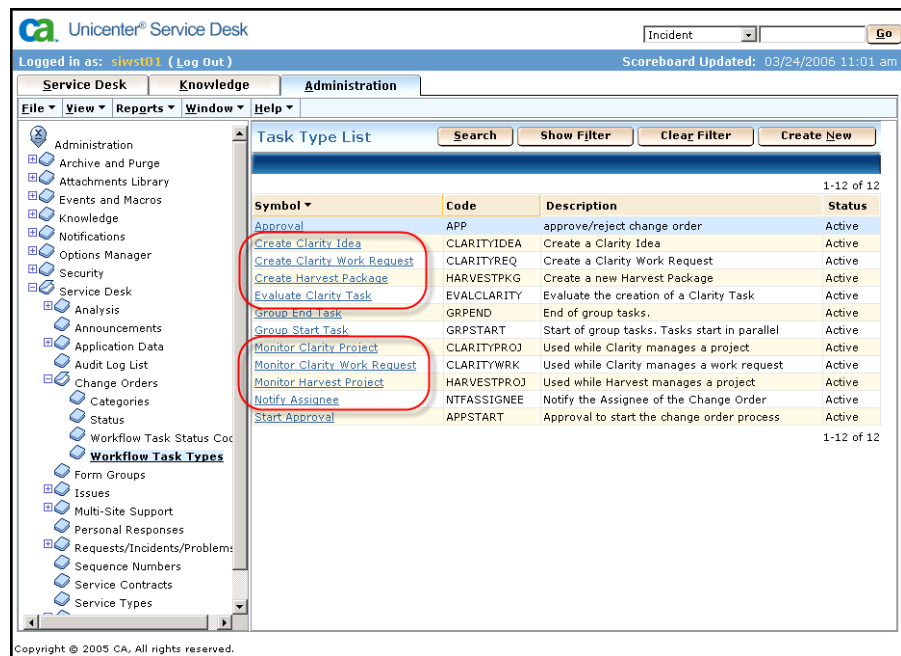 ca Unicenter® Service Desk
Incident Go
Logged in as: siwst01 ( Log Out ) Scoreboard Updated: 03/24/2006 11:01 am
Service Desk Knowledge Administration
File View Reports Window Help
Administration
Archive and Purge
Attachments Library
Events and Macros
Knowledge
Notifications
Options Manager
Security
Service Desk
Analysis
Announcements
Application Data
Audit Log List
Change Orders
Categories
Status
Workflow Task Status Coc
Workflow Task Types
Form Groups
Issues
Multi-Site Support
Personal Responses
Requests/Incidents/Problems
Sequence Numbers
Service Contracts
Service Types
Task Type List Search Show Filter Clear Filter Create New
1-12 of 12
Symbol Code Description Status
Approval APP approve/reject change order Active
Create Clarity Idea CLARITYIDEA Create a Clarity Idea Active
Create Clarity Work Request CLARITYREQ Create a Clarity Work Request Active
Create Harvest Package HARVESTPKG Create a new Harvest Package Active
Evaluate Clarity Task EVALCLARITY Evaluate the creation of a Clarity Task Active
Group End Task GRPEND End of group tasks. Active
Group Start Task GRPSTART Start of group tasks. Tasks start in parallel Active
Monitor Clarity Project CLARITYPROJ Used while Clarity manages a project Active
Monitor Clarity Work Request CLARITYWRK Used while Clarity manages a work request Active
Monitor Harvest Project HARVESTPROJ Used while Harvest manages a project Active
Notify Assignee NTFASSIGNEE Notify the Assignee of the Change Order Active
Start Approval APPSTART Approval to start the change order process Active
1-12 of 12
Copyright © 2005 CA, All rights reserved.